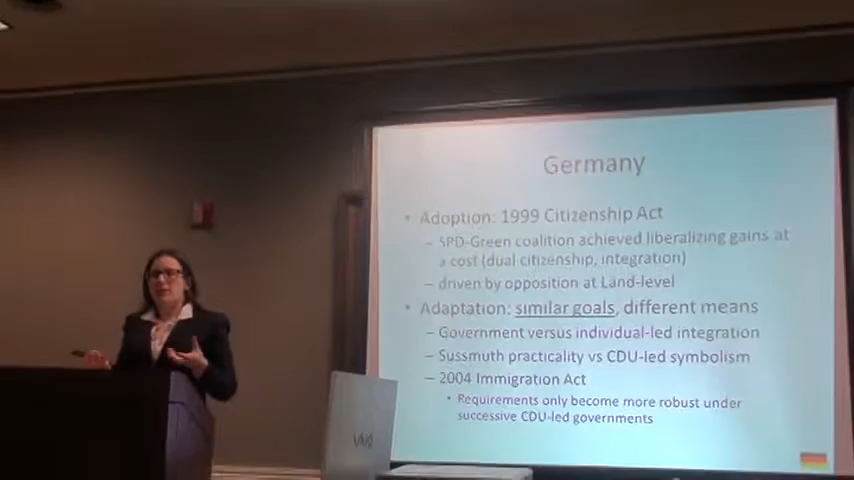 Germany
• Adoption: 1999 Citizenship Act
– SPD-Green coalition achieved liberalizing gains at
a cost (dual citizenship, integration)
– driven by opposition at Land-level
• Adaptation: similar goals, different means
– Government versus individual-led integration
– Sussmuth practicality vs CDU-led symbolism
– 2004 Immigration Act
• Requirements only become more robust under
successive CDU-led governments